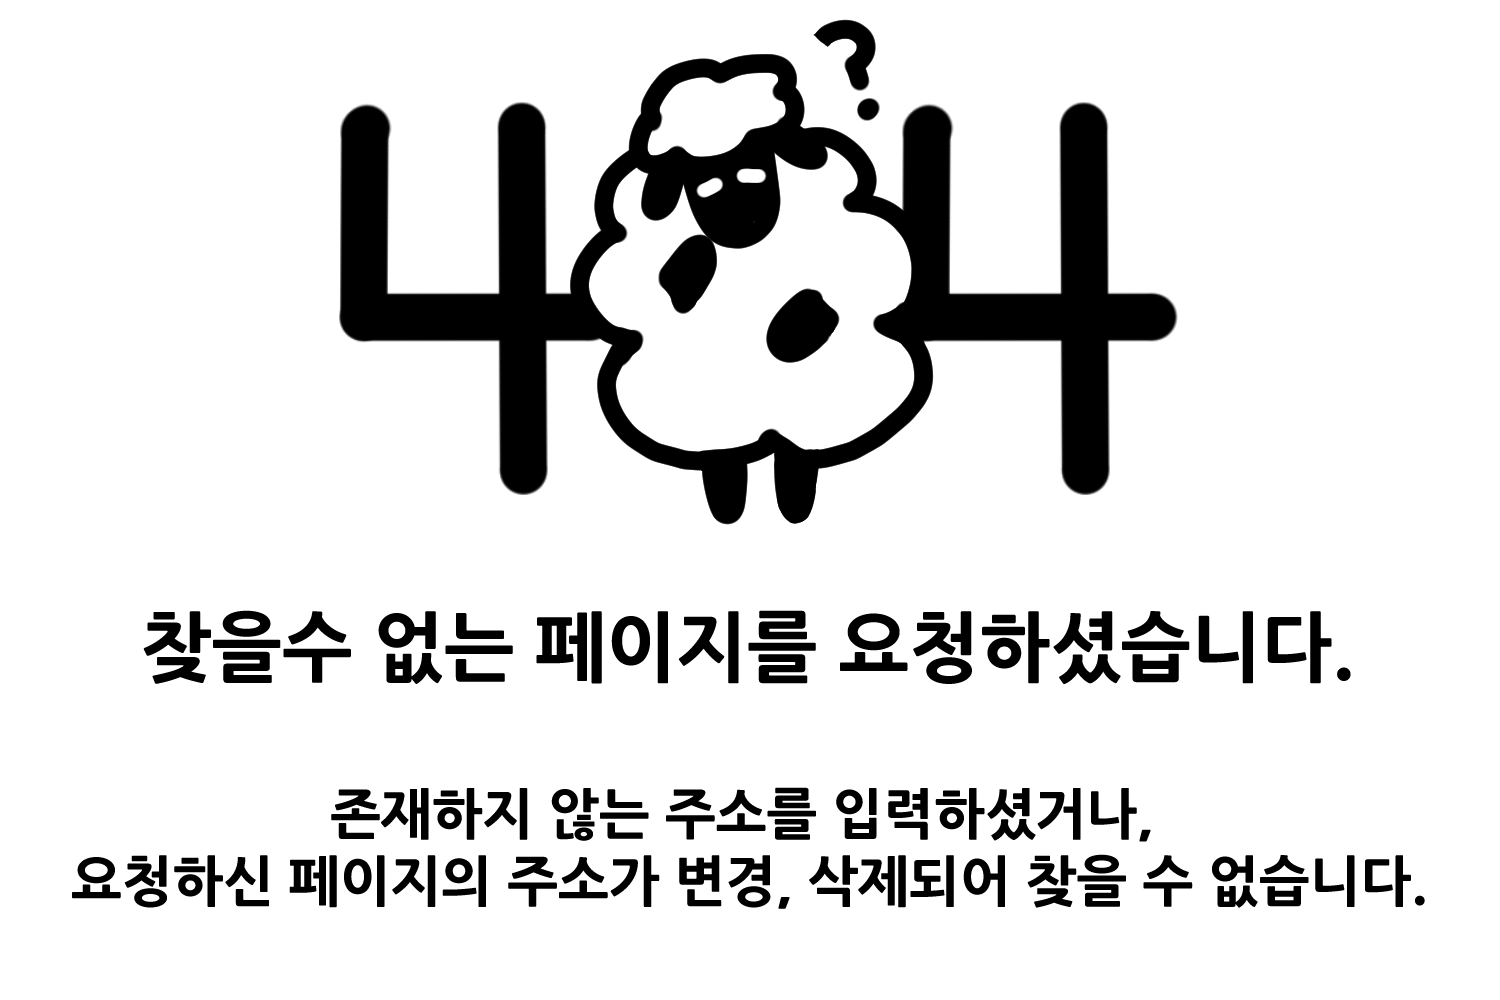 ?
4 4
찾을수 없는 페이지를 요청하셨습니다.
존재하지 않는 주소를 입력하셨거나,
요청하신 페이지의 주소가 변경, 삭제되어 찾을 수 없습니다.